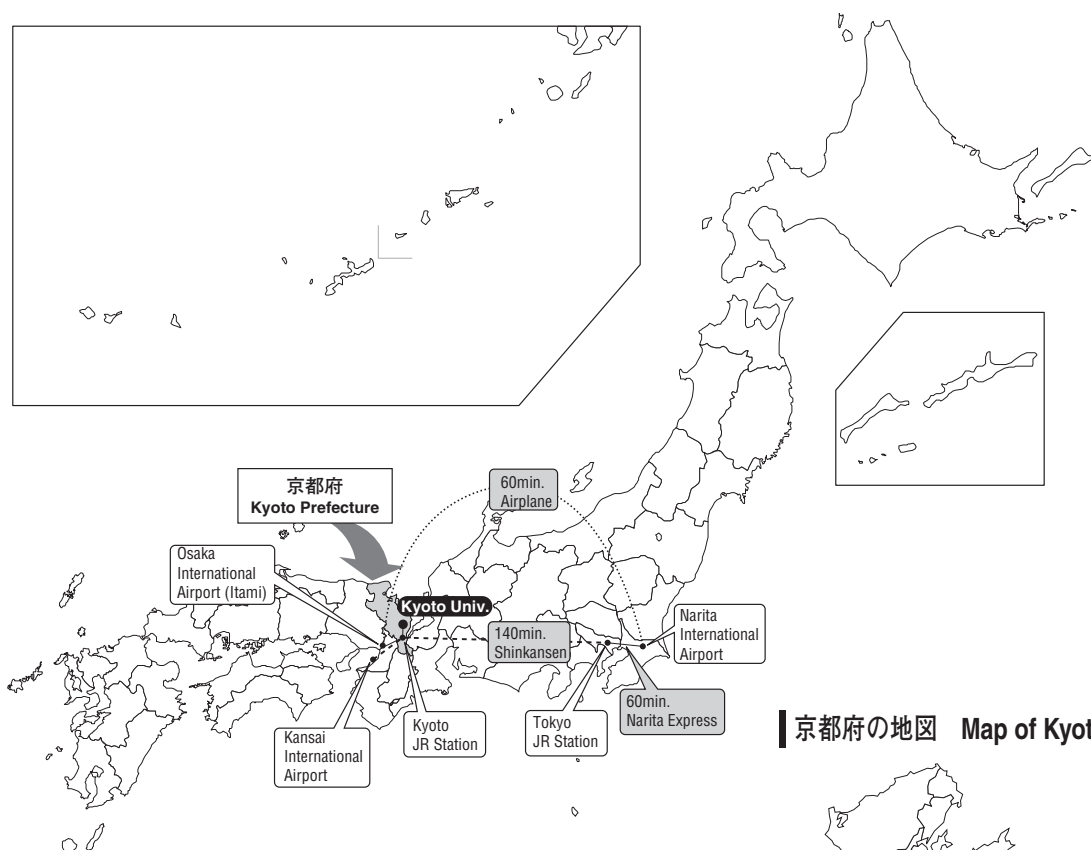 60min.
Airplane
京都府
Kyoto Prefecture
Osaka
International
Airport (Itami)
Kyoto Univ.
140min.
Shinkansen
Narita
International
Airport
60min.
Narita Express
Tokyo
JR Station
Kyoto
JR Station
Kansai
International
Airport
京都府の地図 Map of Kyot